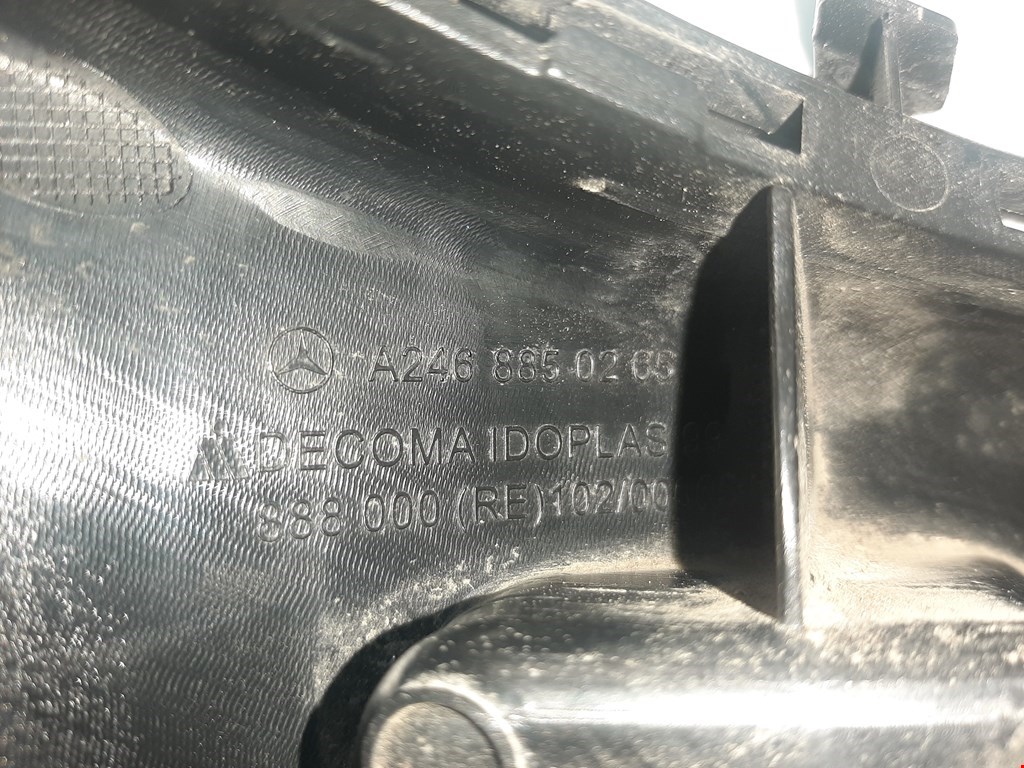 A246 885 02 65
DECOMA IDOPLAS
888 000 (RE) 102/00